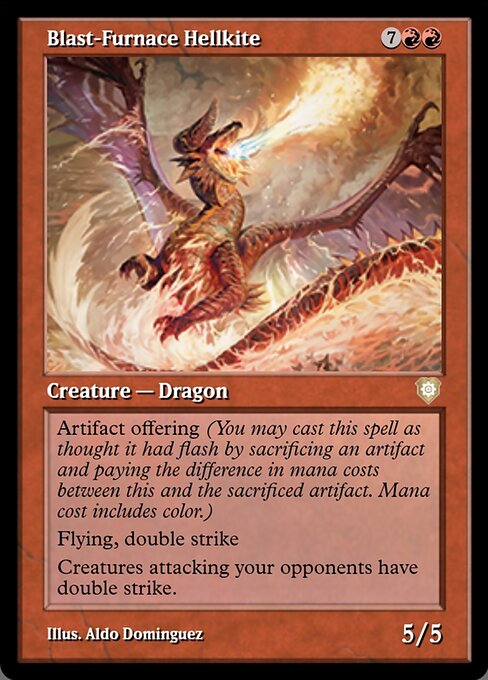 Blast-Furnace Hellkite 7
Creature — Dragon
Artifact offering (You may cast this spell as
thought it had flash by sacrificing an artifact
and paying the difference in mana costs
between this and the sacrificed artifact. Mana
cost includes color.)
Flying, double strike
Creatures attacking your opponents have
double strike.
Illus. Aldo Domínguez
5/5